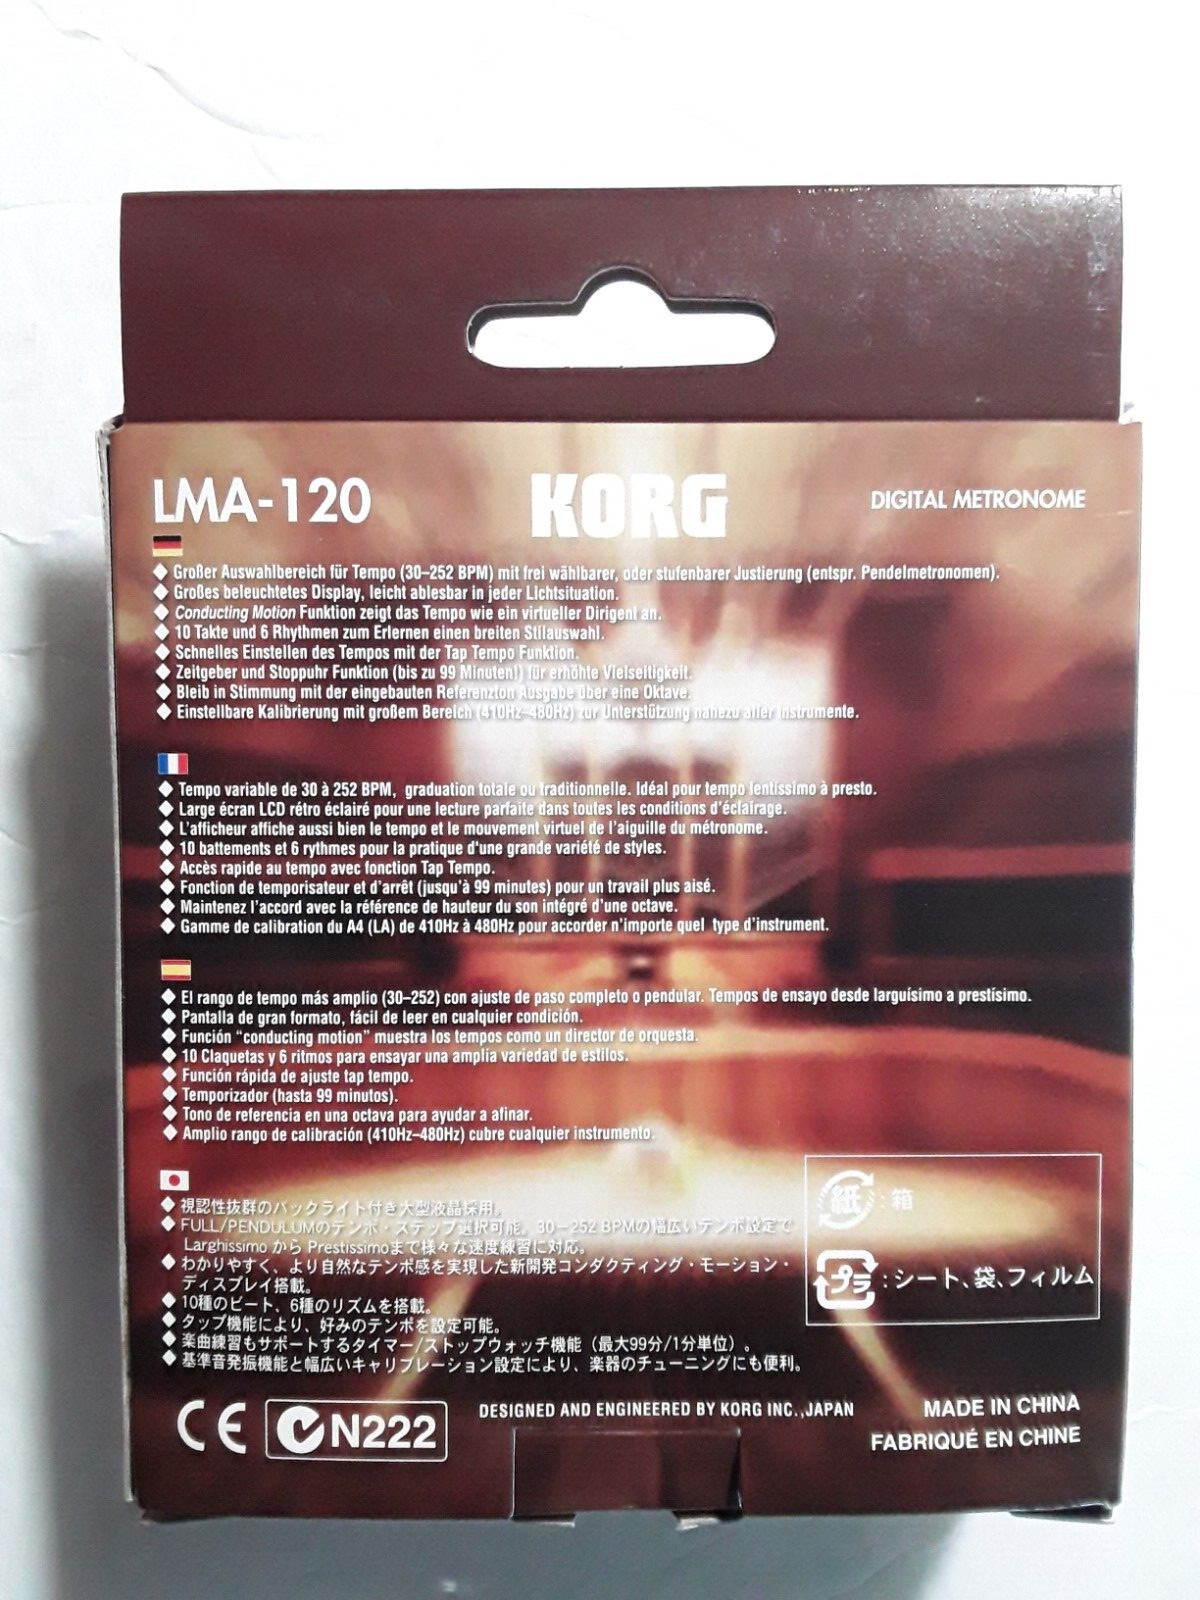 LMA-120
KORG
DIGITAL METRONOME
◆ Großer Auswahlbereich für Tempo (30–252 BPM) mit frei wählbarer, oder stufenbarer Justierung (entspr. Pendelmetronomen).
◆ Großes beleuchtetes Display, leicht ablesbar in jeder Lichtsituation.
◆ Conducting Motion Funktion zeigt das Tempo wie ein virtueller Dirigent an.
◆ 10 Takte und 6 Rhythmen zum Erlernen einen breiten Stilauswahl.
◆ Schnelles Einstellen des Tempos mit der Tap Tempo Funktion.
◆ Zeitgeber und Stoppuhr Funktion (bis zu 99 Minuten!) für erhöhte Vielseitigkeit.
◆ Bleib in Stimmung mit der eingebauten Referenzton Ausgabe über eine Oktave.
◆ Einstellbare Kalibrierung mit großem Bereich (410Hz–480Hz) zur Unterstützung nahezu aller Instrumente.
◆ Tempo variable de 30 à 252 BPM, graduation totale ou traditionnelle. Idéal pour tempo lentissimo à presto.
◆ Large écran LCD rétro éclairé pour une lecture parfaite dans toutes les conditions d'éclairage.
◆ L'afficheur affiche aussi bien le tempo et le mouvement virtuel de l'aiguille du métronome.
◆ 10 battements et 6 rythmes pour la pratique d'une grande variété de styles.
◆ Accès rapide au tempo avec fonction Tap Tempo.
◆ Fonction de temporisateur et d'arrêt (jusqu'à 99 minutes) pour un travail plus aisé.
◆ Maintenez l'accord avec la référence de hauteur du son intégré d'une octave.
◆ Gamme de calibration du A4 (LA) de 410Hz à 480Hz pour accorder n'importe quel type d'instrument.
◆ El rango de tempo más amplio (30–252) con ajuste de paso completo o pendular. Tempos de ensayo desde larguísimo a prestísimo.
◆ Pantalla de gran formato, fácil de leer en cualquier condición.
◆ Función “conducting motion” muestra los tempos como un director de orquesta.
◆ 10 Claquetas y 6 ritmos para ensayar una amplia variedad de estilos.
◆ Función rápida de ajuste tap tempo.
◆ Temporizador (hasta 99 minutos).
◆ Tono de referencia en una octava para ayudar a afinar.
◆ Amplio rango de calibración (410Hz–480Hz) cubre cualquier instrumento.
◆ 視認性抜群のバックライト付き大型液晶採用。
◆ FULL/PENDULUMのテンポ・ステップ選択可能。30－252 BPMの幅広いテンポ設定で
Larghissimo から Prestissimoまで様々な速度練習に対応。
◆ わかりやすく、より自然なテンポ感を実現した新開発コンダクティング・モーション・
ディスプレイ搭載。
◆ 10種のビート、6種のリズムを搭載。
◆ タップ機能により、好みのテンポを設定可能。
◆ 楽曲練習もサポートするタイマー/ストップウォッチ機能（最大99分/1分単位）。
◆ 基準音発振機能と幅広いキャリブレーション設定により、楽器のチューニングにも便利。
紙:箱
プラ:シート、袋、フィルム
CE N222
DESIGNED AND ENGINEERED BY KORG INC.,JAPAN
MADE IN CHINA
FABRIQUÉ EN CHINE